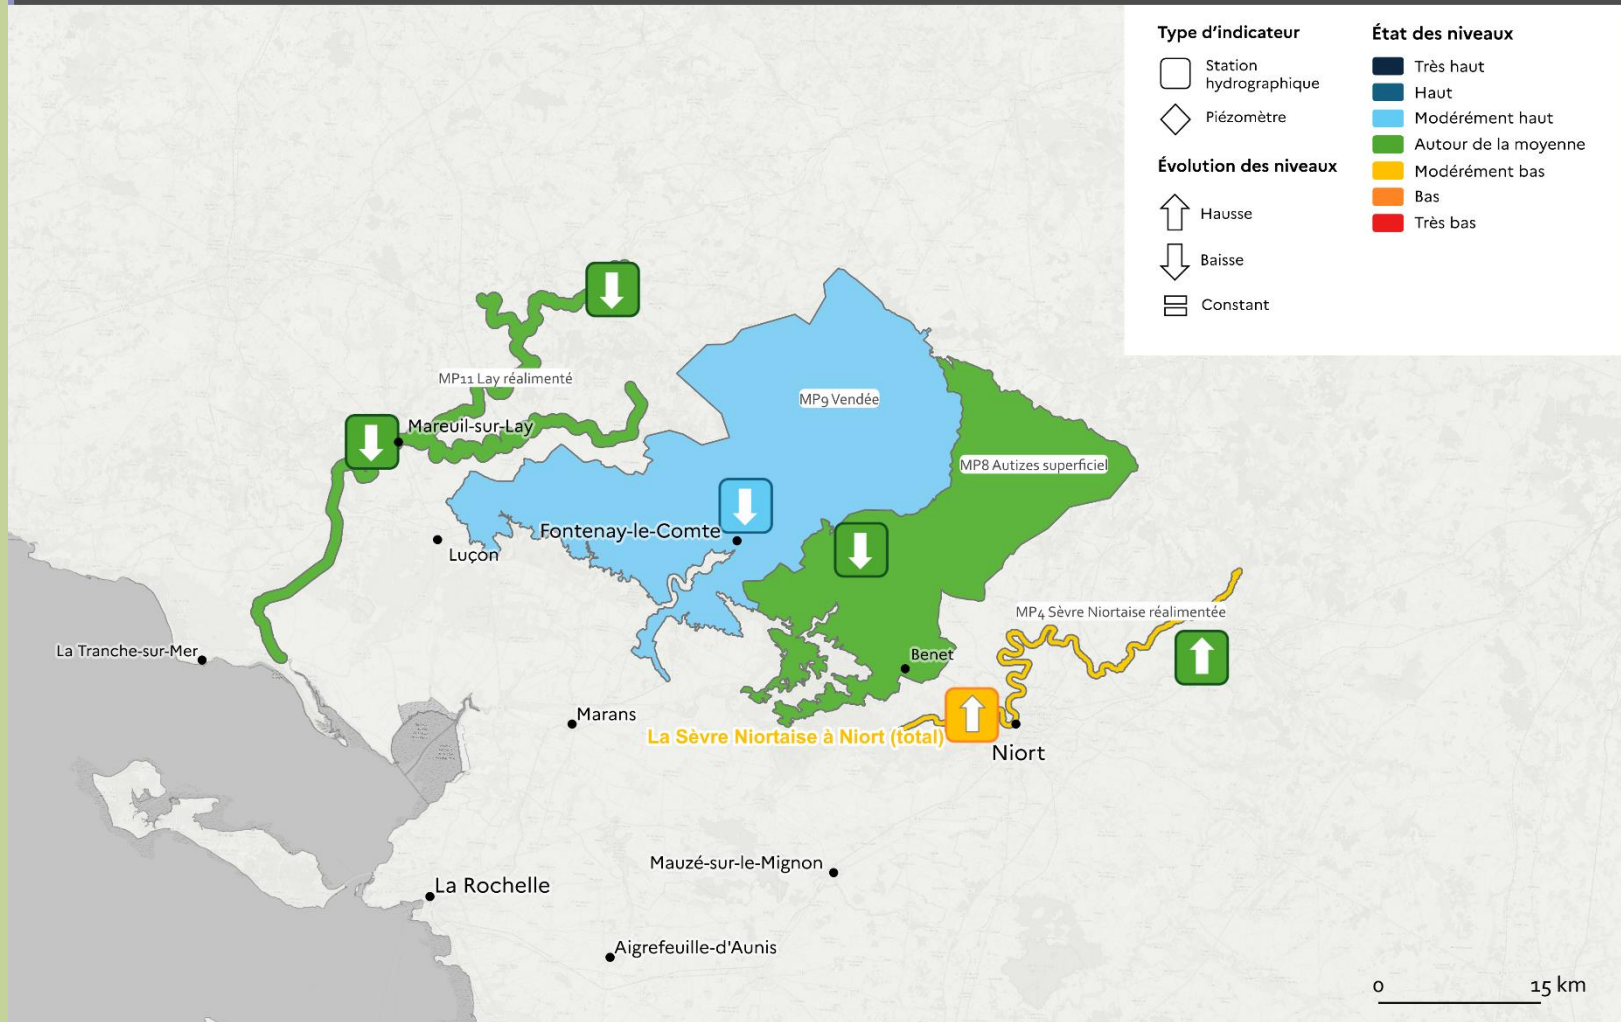 Type d'indicateur
Station
hydrographique
Piézomètre
Évolution des niveaux
Hausse
Baisse
Constant
État des niveaux
Très haut
Haut
Modérément haut
Autour de la moyenne
Modérément bas
Bas
Très bas
MP11 Lay réalimenté
MP9 Vendée
Mareuil-sur-Lay
MP8 Autizes superficiel
Fontenay-le-Comte
Luçon
MP4 Sèvre Niortaise réalimentée
La Tranche-sur-Mer
Benet
Marans
La Sèvre Niortaise à Niort (total)
Niort
Mauzé-sur-le-Mignon
La Rochelle
Aigrefeuille-d'Aunis
0 15 km